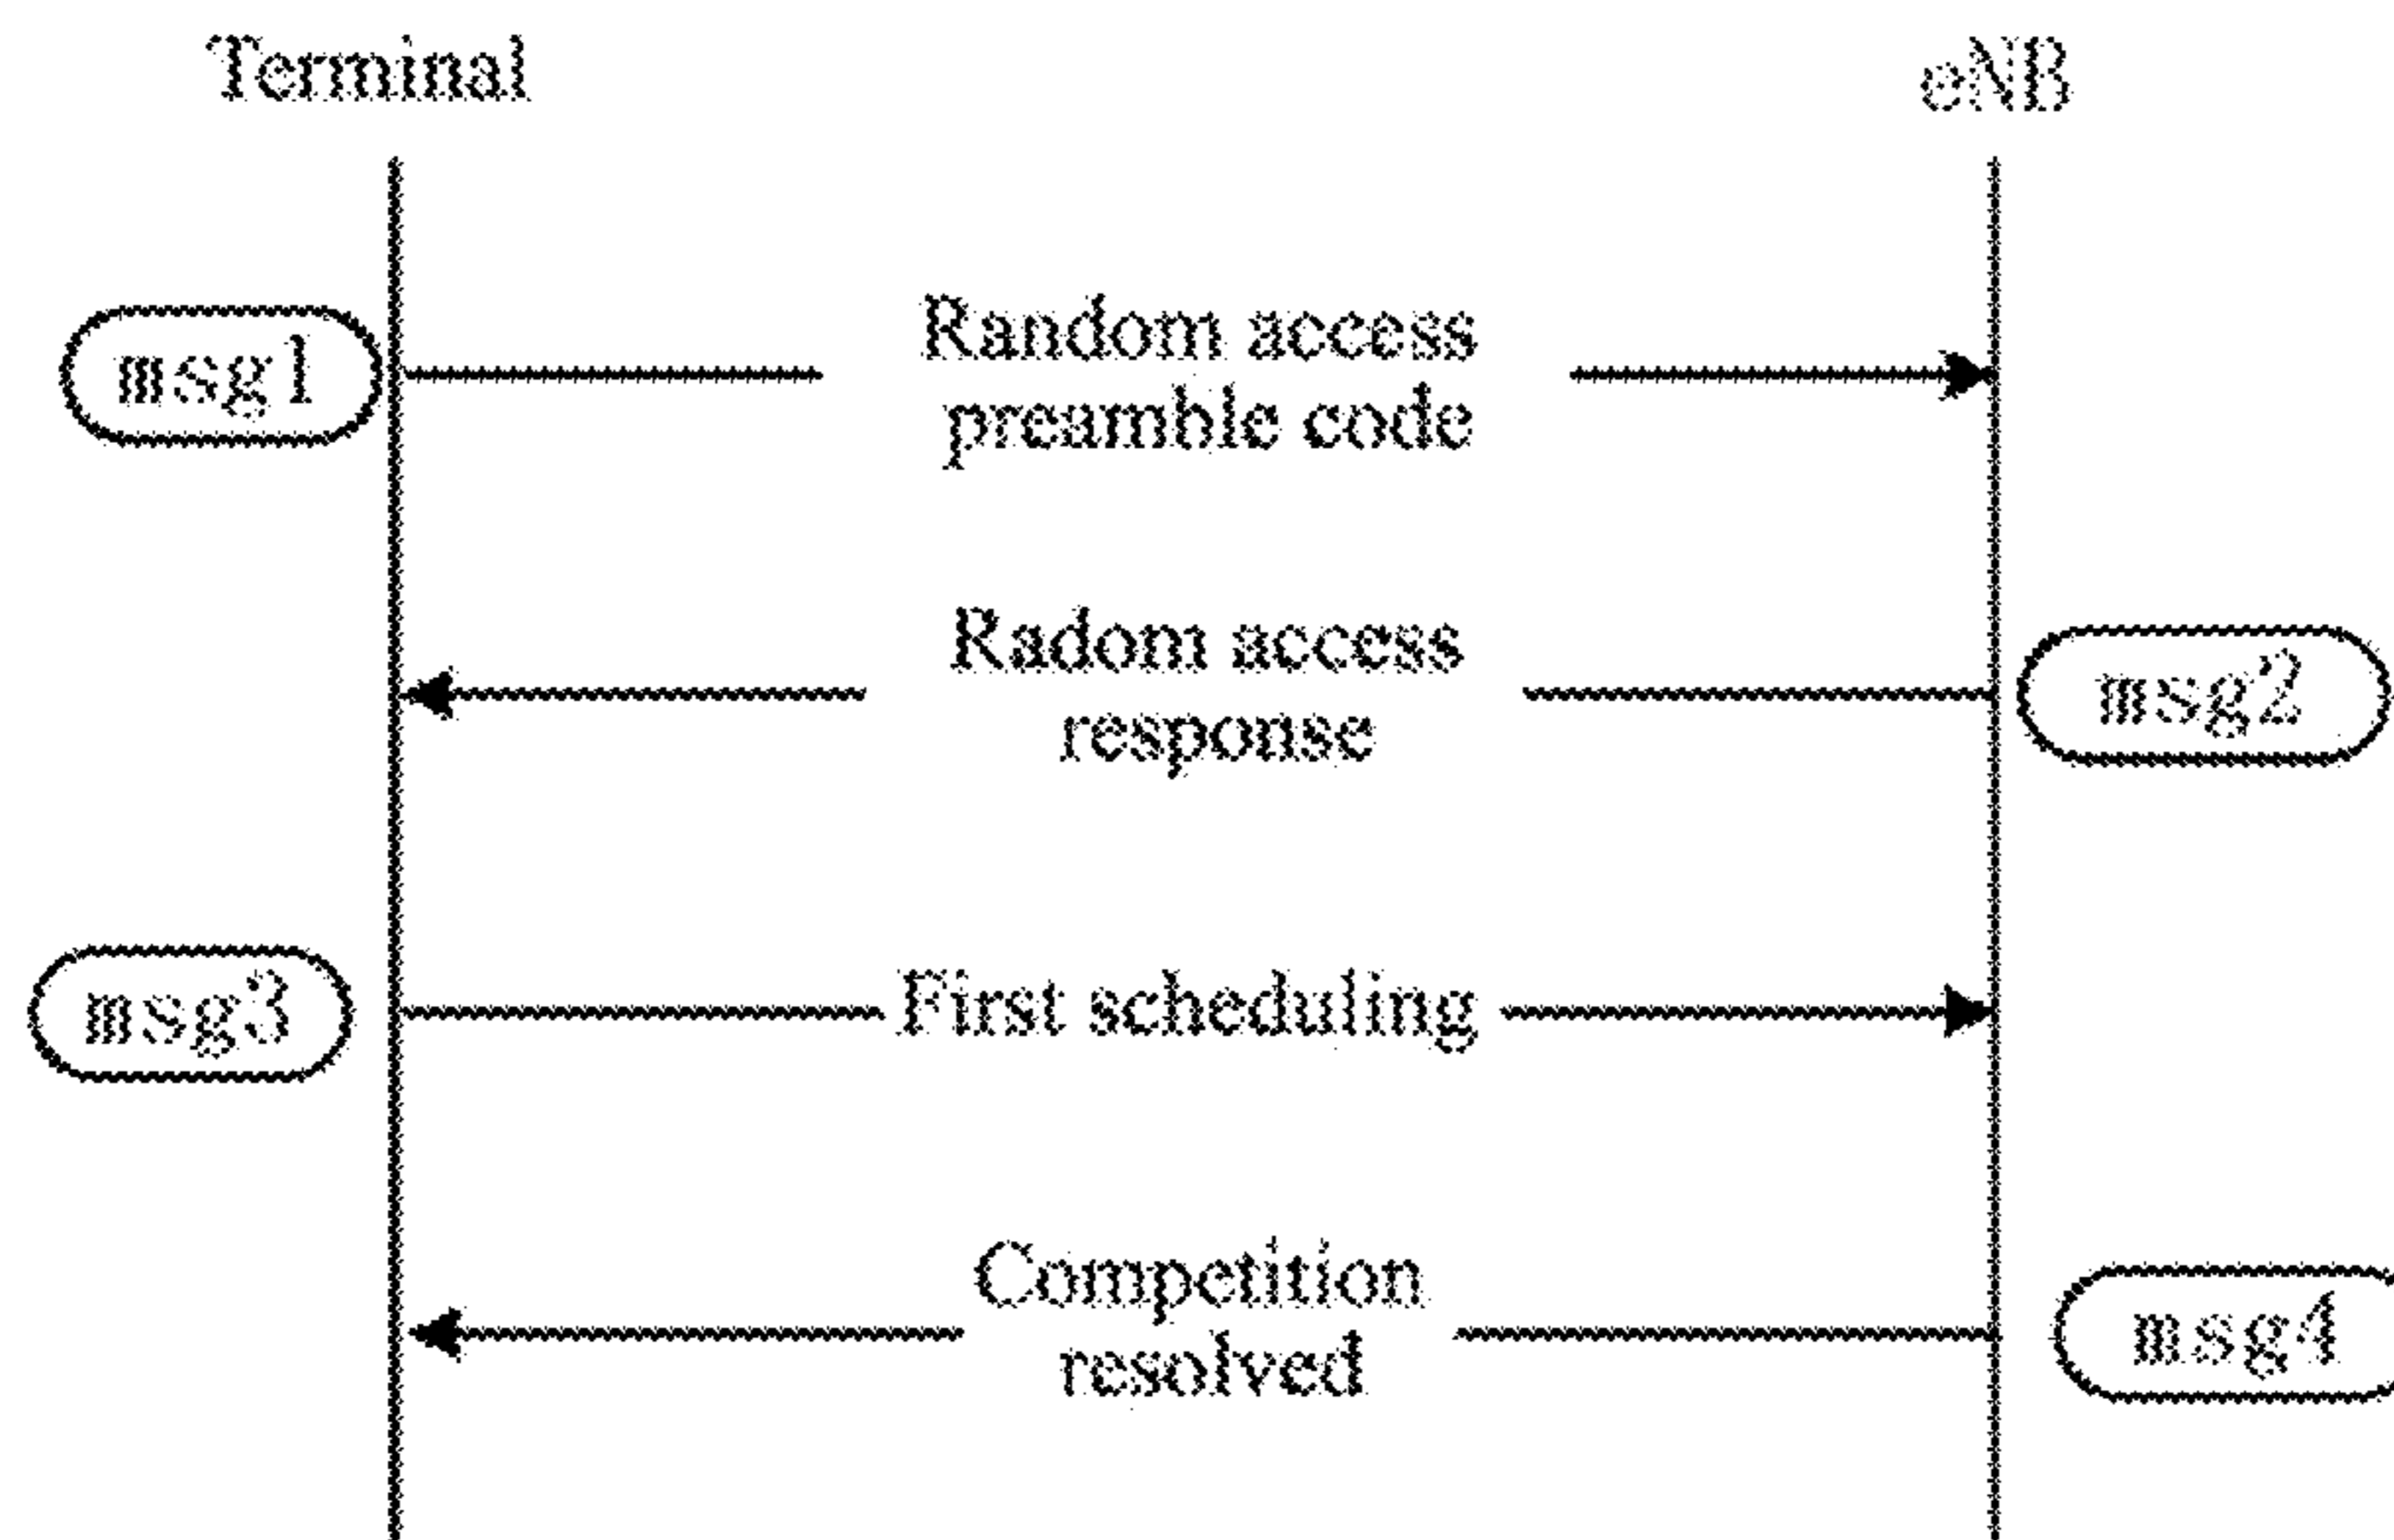 Terminal
eNB
msg1
Random access
preamble code
Radom access
response
msg2
msg3
First scheduling
Competition
resolved
msg4